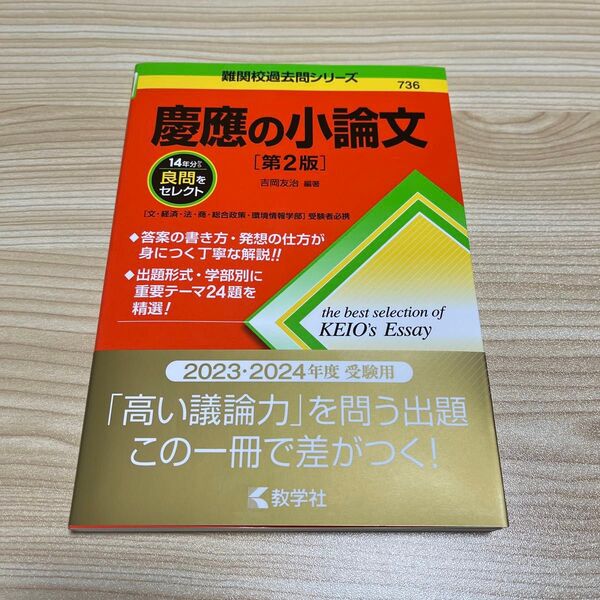 難関校過去問シリーズ
736
慶應の小論文
[第2版]
吉岡友治 編著
14年分から
良問を
セレクト
[文・経済・法・商・総合政策・環境情報学部]受験者必携
◆答案の書き方・発想の仕方が
身につく丁寧な解説!!
◆出題形式・学部別に
重要テーマ24題を
精選!
the best selection of
KEIO's Essay
2023・2024年度 受験用
「高い議論力」を問う出題
この一冊で差がつく!
教学社